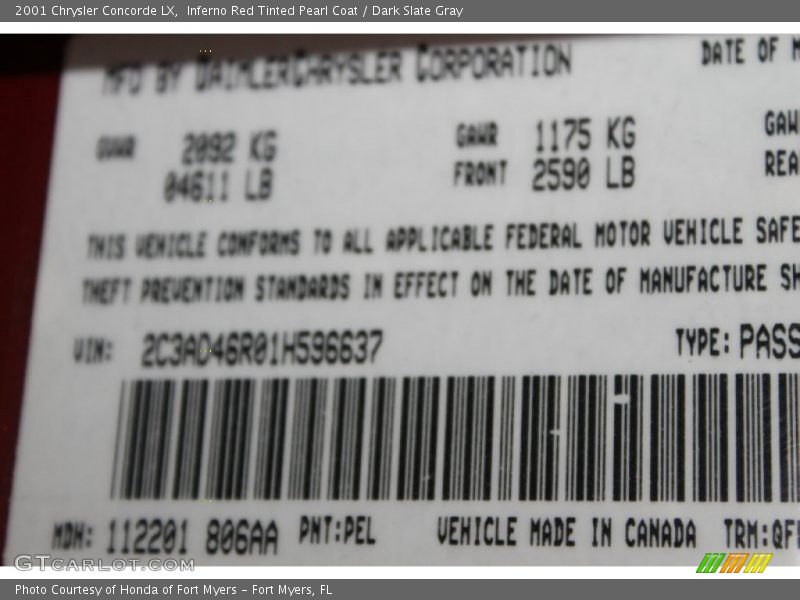 2001 Chrysler Concorde LX, Inferno Red Tinted Pearl Coat / Dark Slate Gray
MFD BY DAIMLERCHRYSLER CORPORATION DATE OF M
GVWR 2092 KG GAWR 1175 KG GAW
04611 LB FRONT 2590 LB REA
THIS VEHICLE CONFORMS TO ALL APPLICABLE FEDERAL MOTOR VEHICLE SAFE
THEFT PREVENTION STANDARDS IN EFFECT ON THE DATE OF MANUFACTURE SH
VIN: 2C3AD46R01H596637 TYPE: PASS
MDH: 112201 806AA PNT:PEL VEHICLE MADE IN CANADA TRM:QF
GTCARLOT.COM
Photo Courtesy of Honda of Fort Myers – Fort Myers, FL